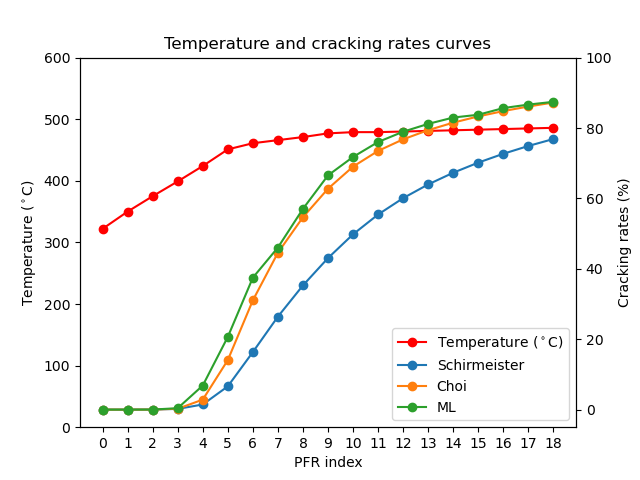 Temperature and cracking rates curves
600
500
400
300
200
100
0
Temperature (°C)
100
80
60
40
20
0
Cracking rates (%)
Temperature (°C)
Schirmeister
Choi
ML
0 1 2 3 4 5 6 7 8 9 10 11 12 13 14 15 16 17 18
PFR index